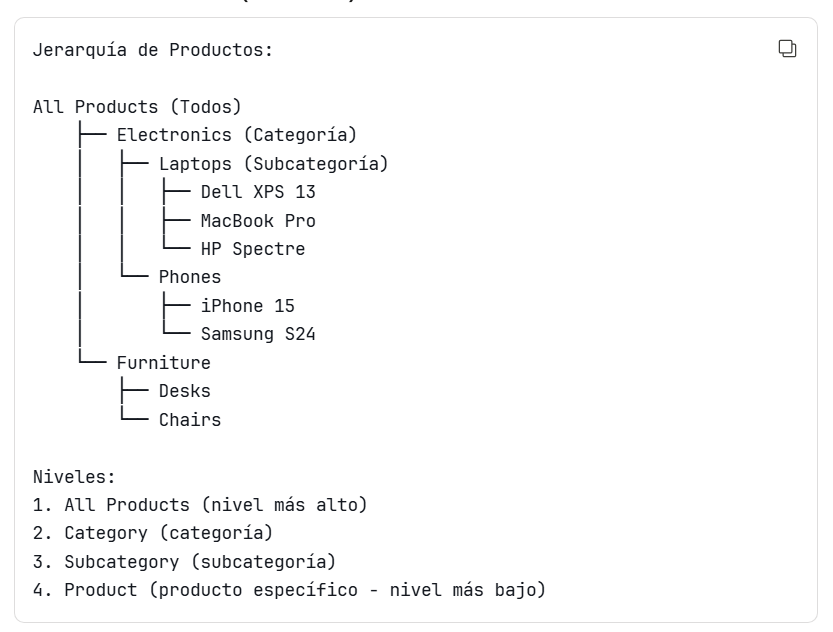 Jerarquía de Productos:

All Products (Todos)
    ├── Electronics (Categoría)
    │   ├── Laptops (Subcategoría)
    │   │   ├── Dell XPS 13
    │   │   ├── MacBook Pro
    │   │   └── HP Spectre
    │   └── Phones
    │       ├── iPhone 15
    │       └── Samsung S24
    └── Furniture
        ├── Desks
        └── Chairs

Niveles:
1. All Products (nivel más alto)
2. Category (categoría)
3. Subcategory (subcategoría)
4. Product (producto específico - nivel más bajo)